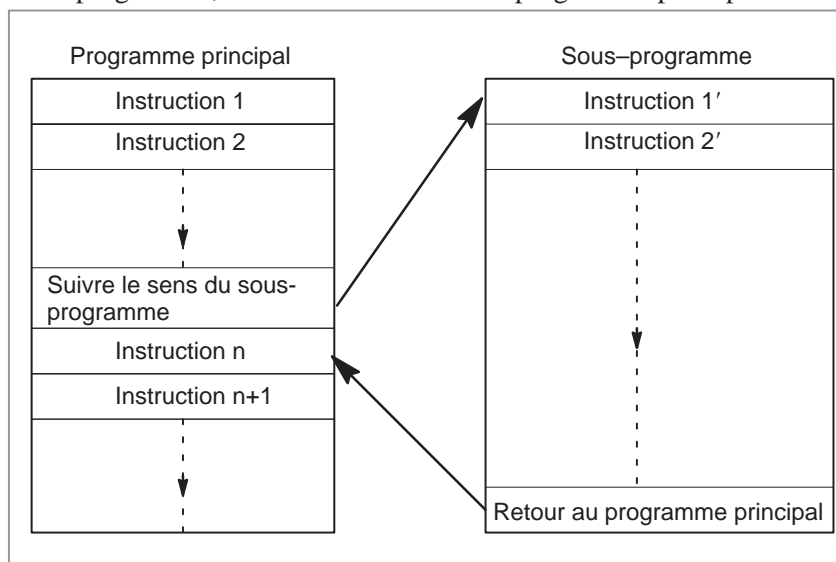 Programme principal
Instruction 1
Instruction 2
Suivre le sens du sous-
programme
Instruction n
Instruction n+1
Sous–programme
Instruction 1′
Instruction 2′
Retour au programme principal